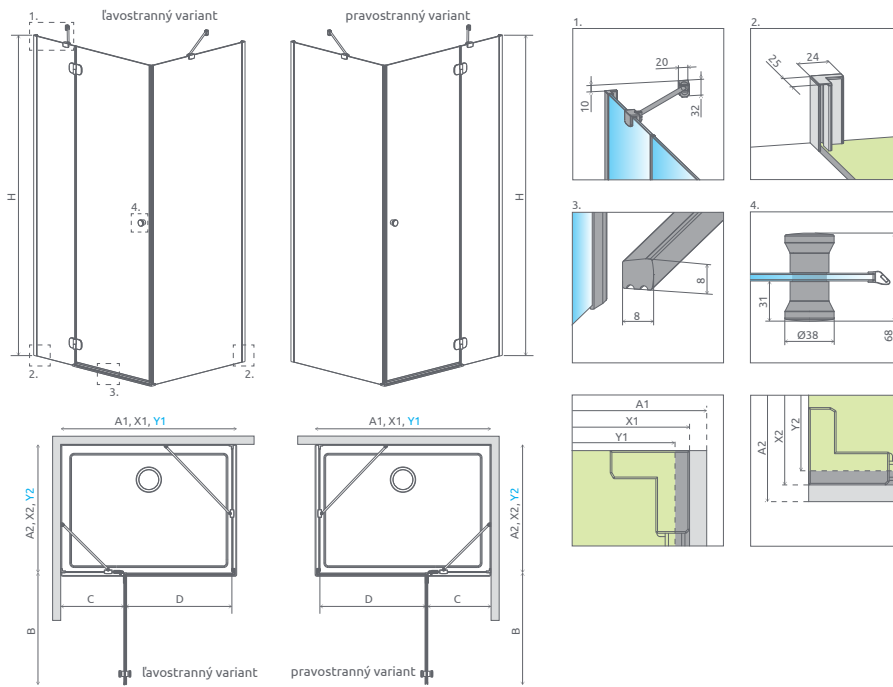 1.
ľavostranný variant
H
4.
2.
3.
2.
pravostranný variant
H
1.
20
10
32
2.
25
24
3.
8
8
4.
31
Ø38
68
A1, X1, Y1
A2, X2, Y2
B
C
D
ľavostranný variant
A1, X1, Y1
A2, X2, Y2
D
C
B
pravostranný variant
A1
X1
Y1
A2
X2
Y2